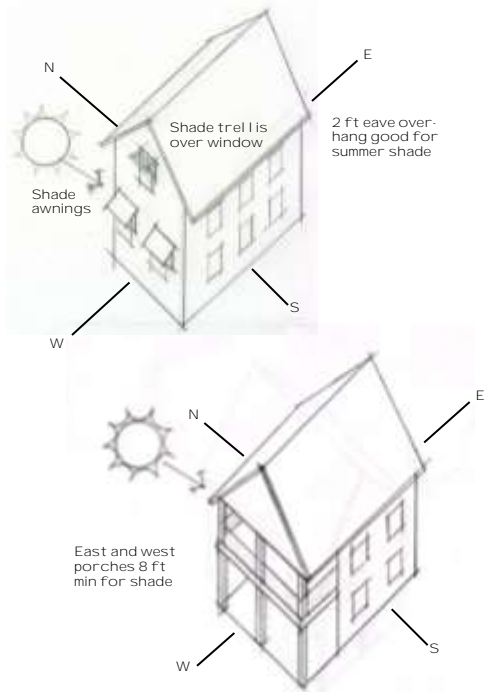 N
E
Shade trellis
over window
2 ft eave over-
hang good for
summer shade
Shade
awnings
S
W
N
E
East and west
porches 8 ft
min for shade
S
W